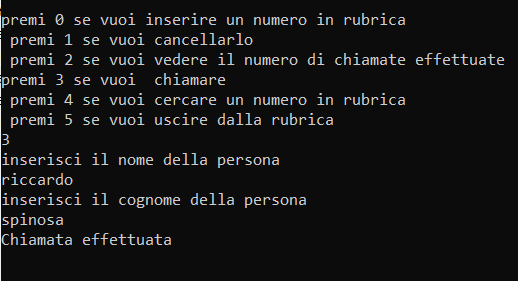 premi 0 se vuoi inserire un numero in rubrica
premi 1 se vuoi cancellarlo
premi 2 se vuoi vedere il numero di chiamate effettuate
premi 3 se vuoi  chiamare
premi 4 se vuoi cercare un numero in rubrica
premi 5 se vuoi uscire dalla rubrica
3
inserisci il nome della persona
riccardo
inserisci il cognome della persona
spinosa
Chiamata effettuata